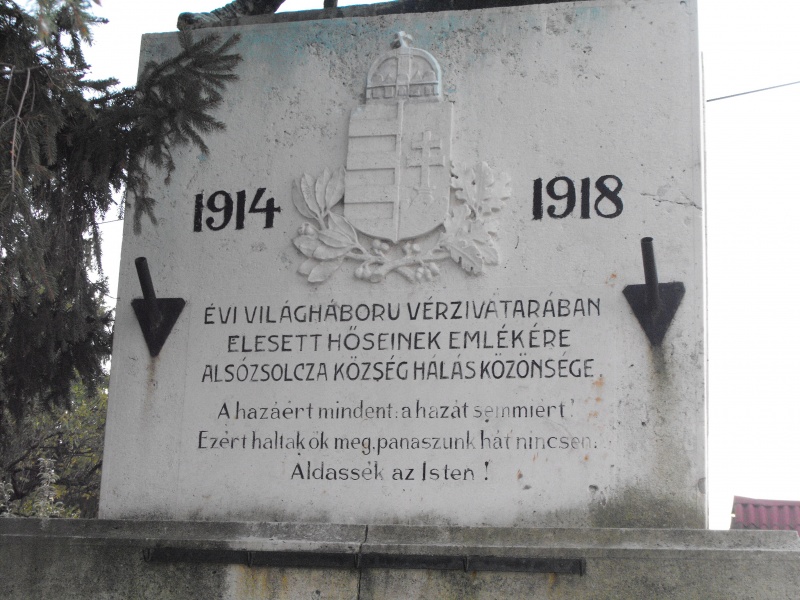 1914 1918
ÉVI VILÁGHÁBORU VÉRZIVATARÁBAN
ELESETT HŐSEINEK EMLÉKÉRE
ALSÓZSOLCZA KÖZSÉG HÁLÁS KÖZÖNSÉGE.
A hazáért mindent: a hazát semmiért!
Ezért haltak ők meg, panaszunk hát nincsen.
Áldassék az Isten!